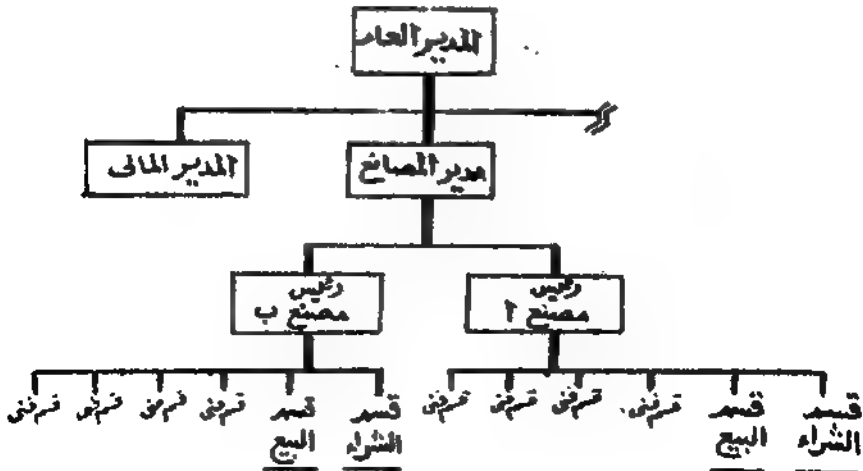 المدير العام
مدير المصانع
المدير المالى
رئيس
مصنع أ
رئيس
مصنع ب
قسم
الشراء
قسم
البيع
قسم فنى
قسم فنى
قسم فنى
قسم فنى
قسم
الشراء
قسم
البيع
قسم فنى
قسم فنى
قسم فنى
قسم فنى